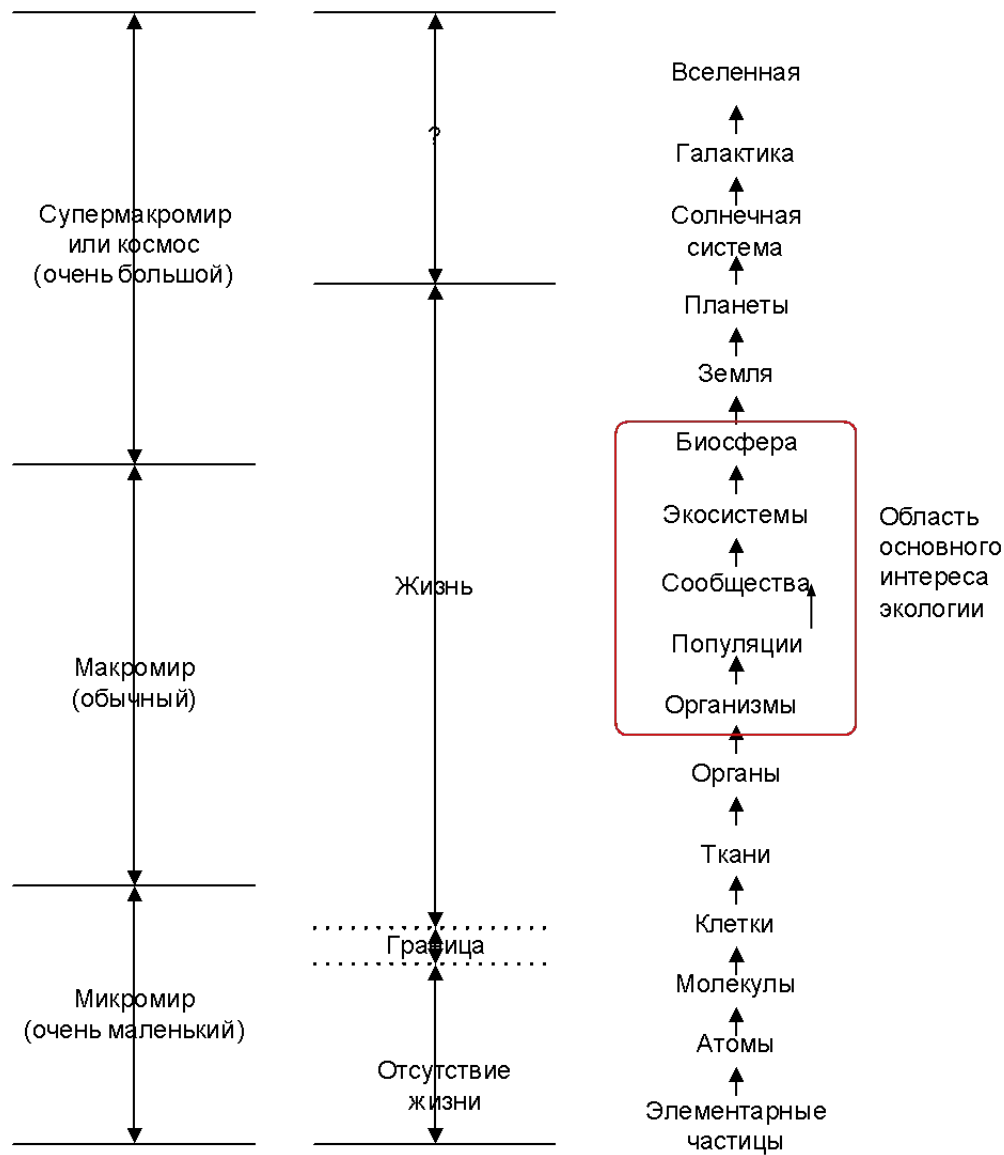 Супермакромир
или космос
(очень большой)
Макромир
(обычный)
Микромир
(очень маленький)
?
Жизнь
Граница
Отсутствие
жизни
Вселенная
Галактика
Солнечная
система
Планеты
Земля
Биосфера
Экосистемы
Сообщества
Популяции
Организмы
Органы
Ткани
Клетки
Молекулы
Атомы
Элементарные
частицы
Область
основного
интереса
экологии